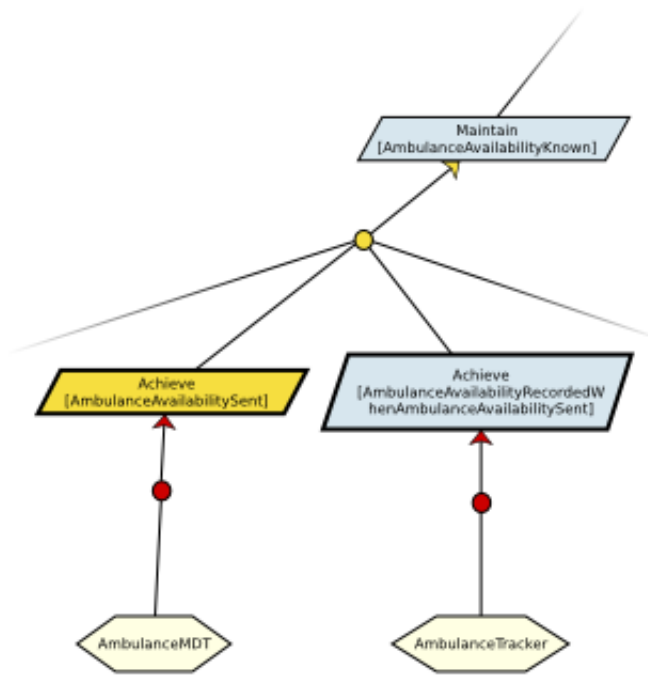 Maintain
[AmbulanceAvailabilityKnown]
Achieve
[AmbulanceAvailabilitySent]
Achieve
[AmbulanceAvailabilityRecordedW
henAmbulanceAvailabilitySent]
AmbulanceMDT
AmbulanceTracker